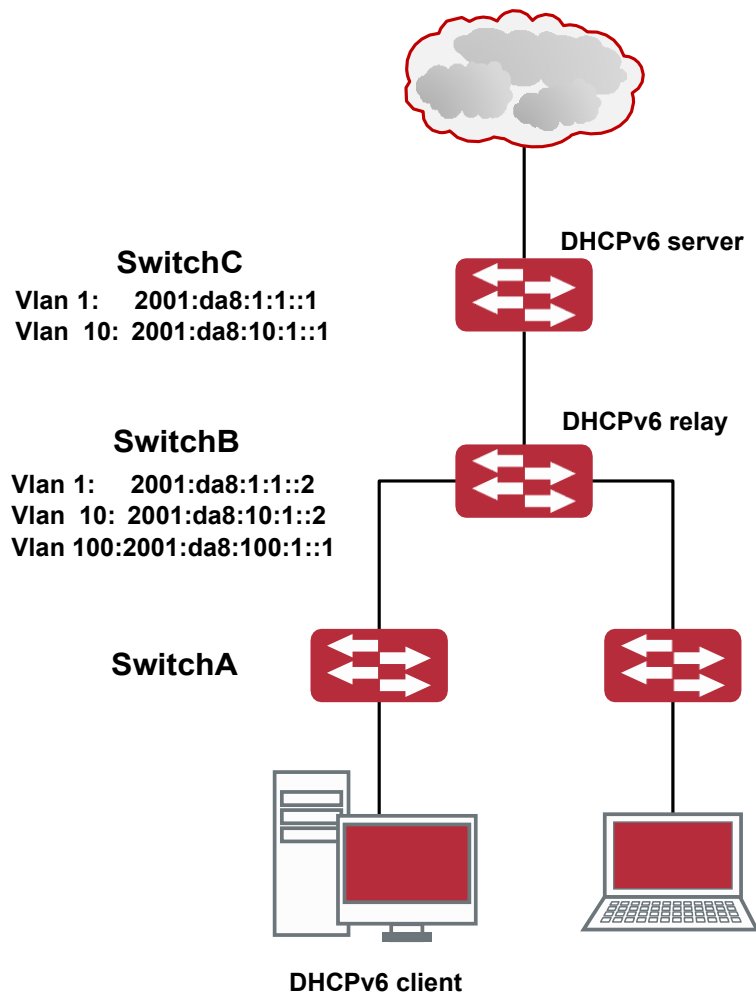 DHCPv6 server
SwitchC
Vlan 1: 2001:da8:1:1::1
Vlan 10: 2001:da8:10:1::1
DHCPv6 relay
SwitchB
Vlan 1: 2001:da8:1:1::2
Vlan 10: 2001:da8:10:1::2
Vlan 100:2001:da8:100:1::1
SwitchA
DHCPv6 client